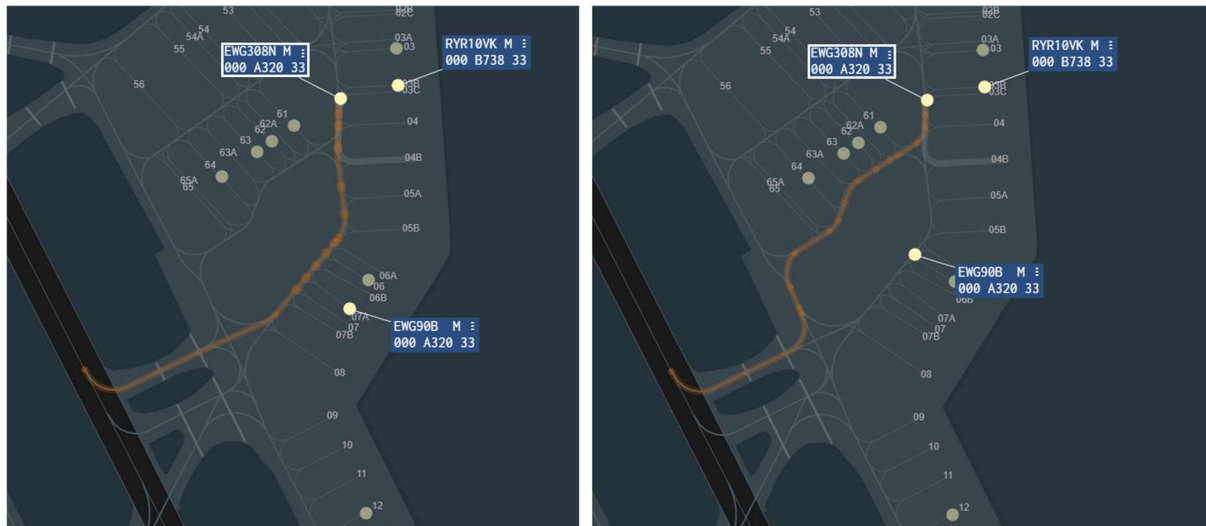 53
02B
02C
54
54A
55
03A
03
EWG308N M ⋮
000 A320 33
RYR10VK M ⋮
000 B738 33
56
03B
03C
61
04
62A
62
63
63A
04B
64
65A
65
05A
05B
06A
06
06B
07A
07
07B
EWG90B M ⋮
000 A320 33
08
09
10
11
12
53
02B
02C
54
54A
55
03A
03
EWG308N M ⋮
000 A320 33
RYR10VK M ⋮
000 B738 33
56
03B
03C
61
04
62A
62
63
63A
04B
64
65A
65
05A
05B
EWG90B M ⋮
000 A320 33
06B
07A
07
07B
08
09
10
11
12